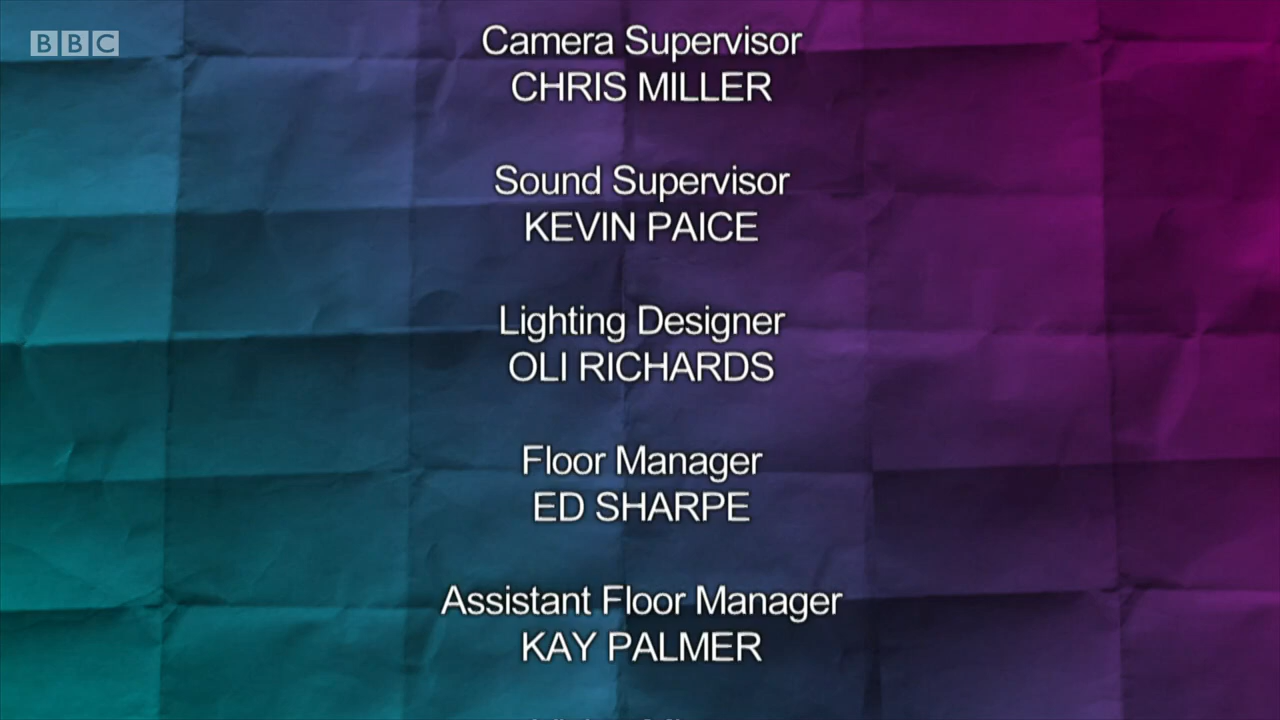 BBC
Camera Supervisor
CHRIS MILLER
Sound Supervisor
KEVIN PAICE
Lighting Designer
OLI RICHARDS
Floor Manager
ED SHARPE
Assistant Floor Manager
KAY PALMER